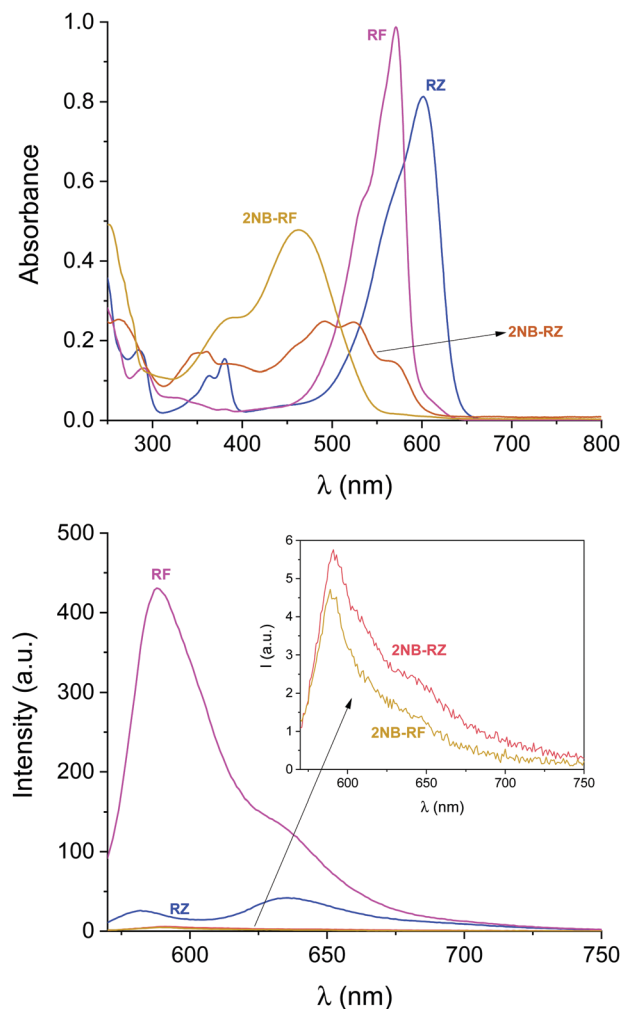 RF
RZ
1.0
0.8
0.6
0.4
0.2
0.0
Absorbance
2NB-RF
2NB-RZ
300 400 500 600 700 800
λ (nm)
500
400
300
200
100
0
Intensity (a.u.)
RF
RZ
6
5
4
3
2
1
0
I (a.u.)
2NB-RZ
2NB-RF
600 650 700 750
λ (nm)
600 650 700 750
λ (nm)